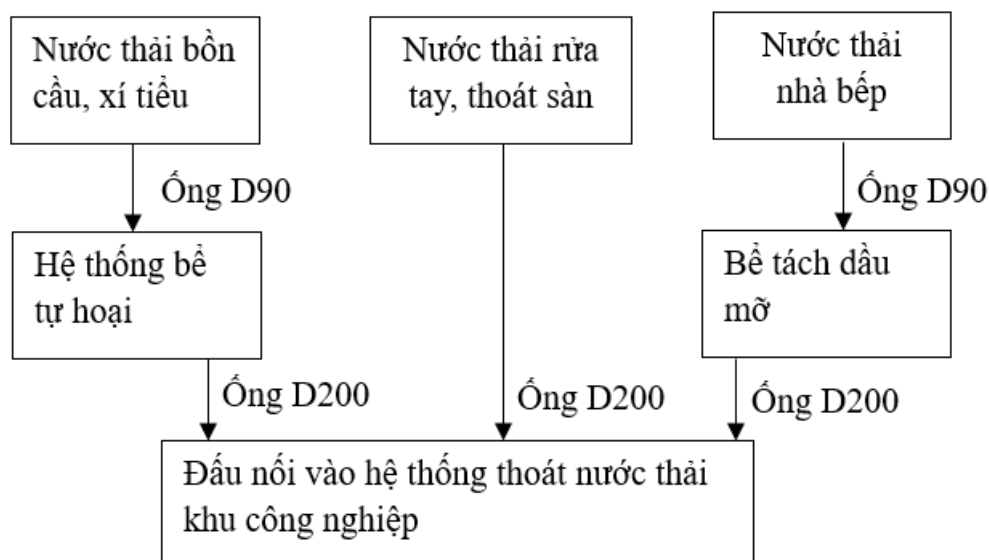 Nước thải bồn
cầu, xí tiểu
Nước thải rửa
tay, thoát sàn
Nước thải
nhà bếp
Ống D90
Ống D90
Hệ thống bể
tự hoại
Bể tách dầu
mỡ
Ống D200
Ống D200
Ống D200
Đấu nối vào hệ thống thoát nước thải
khu công nghiệp